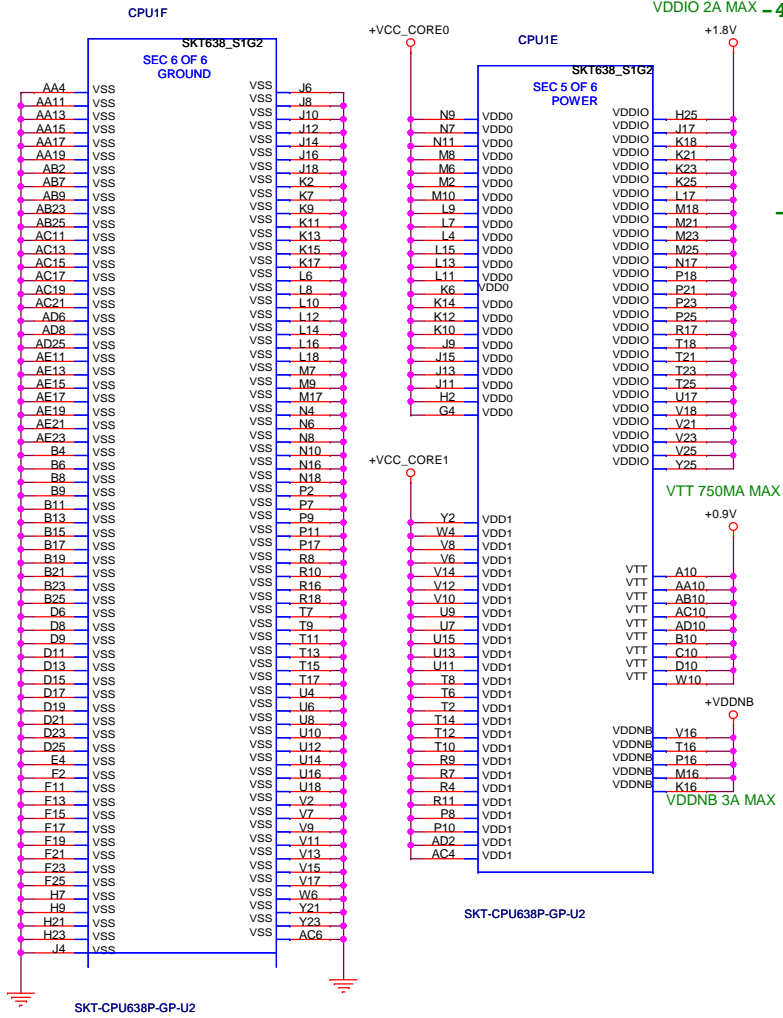 CPU1F
SKT638_S1G2
SEC 6 OF 6
GROUND
AA4 VSS VSS J6
AA11 VSS VSS J8
AA13 VSS VSS J10
AA15 VSS VSS J12
AA17 VSS VSS J14
AA19 VSS VSS J16
AB2 VSS VSS J18
AB7 VSS VSS K2
AB9 VSS VSS K7
AB23 VSS VSS K9
AB25 VSS VSS K11
AC11 VSS VSS K13
AC13 VSS VSS K15
AC15 VSS VSS K17
AC17 VSS VSS L6
AC19 VSS VSS L8
AC21 VSS VSS L10
AD6 VSS VSS L12
AD8 VSS VSS L14
AD25 VSS VSS L16
AE11 VSS VSS L18
AE13 VSS VSS M7
AE15 VSS VSS M9
AE17 VSS VSS M17
AE19 VSS VSS N4
AE21 VSS VSS N6
AE23 VSS VSS N8
B4 VSS VSS N10
B6 VSS VSS N16
B8 VSS VSS N18
B9 VSS VSS P2
B11 VSS VSS P7
B13 VSS VSS P9
B15 VSS VSS P11
B17 VSS VSS P17
B19 VSS VSS R8
B21 VSS VSS R10
B23 VSS VSS R16
B25 VSS VSS R18
D6 VSS VSS T7
D8 VSS VSS T9
D9 VSS VSS T11
D11 VSS VSS T13
D13 VSS VSS T15
D15 VSS VSS T17
D17 VSS VSS U4
D19 VSS VSS U6
D21 VSS VSS U8
D23 VSS VSS U10
D25 VSS VSS U12
E4 VSS VSS U14
F2 VSS VSS U16
F11 VSS VSS U18
F13 VSS VSS V2
F15 VSS VSS V7
F17 VSS VSS V9
F19 VSS VSS V11
F21 VSS VSS V13
F23 VSS VSS V15
F25 VSS VSS V17
H7 VSS VSS W6
H9 VSS VSS Y21
H21 VSS VSS Y23
H23 VSS VSS AC6
J4 VSS
SKT-CPU638P-GP-U2
VDDIO 2A MAX
+VCC_CORE0
CPU1E
+1.8V
SKT638_S1G2
SEC 5 OF 6
POWER
N9 VDD0 VDDIO H25
N7 VDD0 VDDIO J17
N11 VDD0 VDDIO K18
M8 VDD0 VDDIO K21
M6 VDD0 VDDIO K23
M2 VDD0 VDDIO K25
M10 VDD0 VDDIO L17
L9 VDD0 VDDIO M18
L7 VDD0 VDDIO M21
L4 VDD0 VDDIO M23
L15 VDD0 VDDIO M25
L13 VDD0 VDDIO N17
L11 VDD0 VDDIO P18
K6 VDD0 VDDIO P21
K14 VDD0 VDDIO P23
K12 VDD0 VDDIO P25
K10 VDD0 VDDIO R17
J9 VDD0 VDDIO T18
J15 VDD0 VDDIO T21
J13 VDD0 VDDIO T23
J11 VDD0 VDDIO T25
H2 VDD0 VDDIO U17
G4 VDD0 VDDIO V18
VDDIO V21
VDDIO V23
VDDIO V25
VDDIO Y25
+VCC_CORE1
VTT 750MA MAX
+0.9V
Y2 VDD1
W4 VDD1
V8 VDD1
V6 VDD1
V14 VDD1 VTT A10
V12 VDD1 VTT AA10
V10 VDD1 VTT AB10
U9 VDD1 VTT AC10
U7 VDD1 VTT AD10
U15 VDD1 VTT B10
U13 VDD1 VTT C10
U11 VDD1 VTT D10
T8 VDD1 VTT W10
T6 VDD1
+VDDNB
T2 VDD1
T14 VDD1
T12 VDD1 VDDNB V16
T10 VDD1 VDDNB T16
R9 VDD1 VDDNB P16
R7 VDD1 VDDNB M16
R4 VDD1 VDDNB K16
VDDNB 3A MAX
R11 VDD1
P8 VDD1
P10 VDD1
AD2 VDD1
AC4 VDD1
SKT-CPU638P-GP-U2